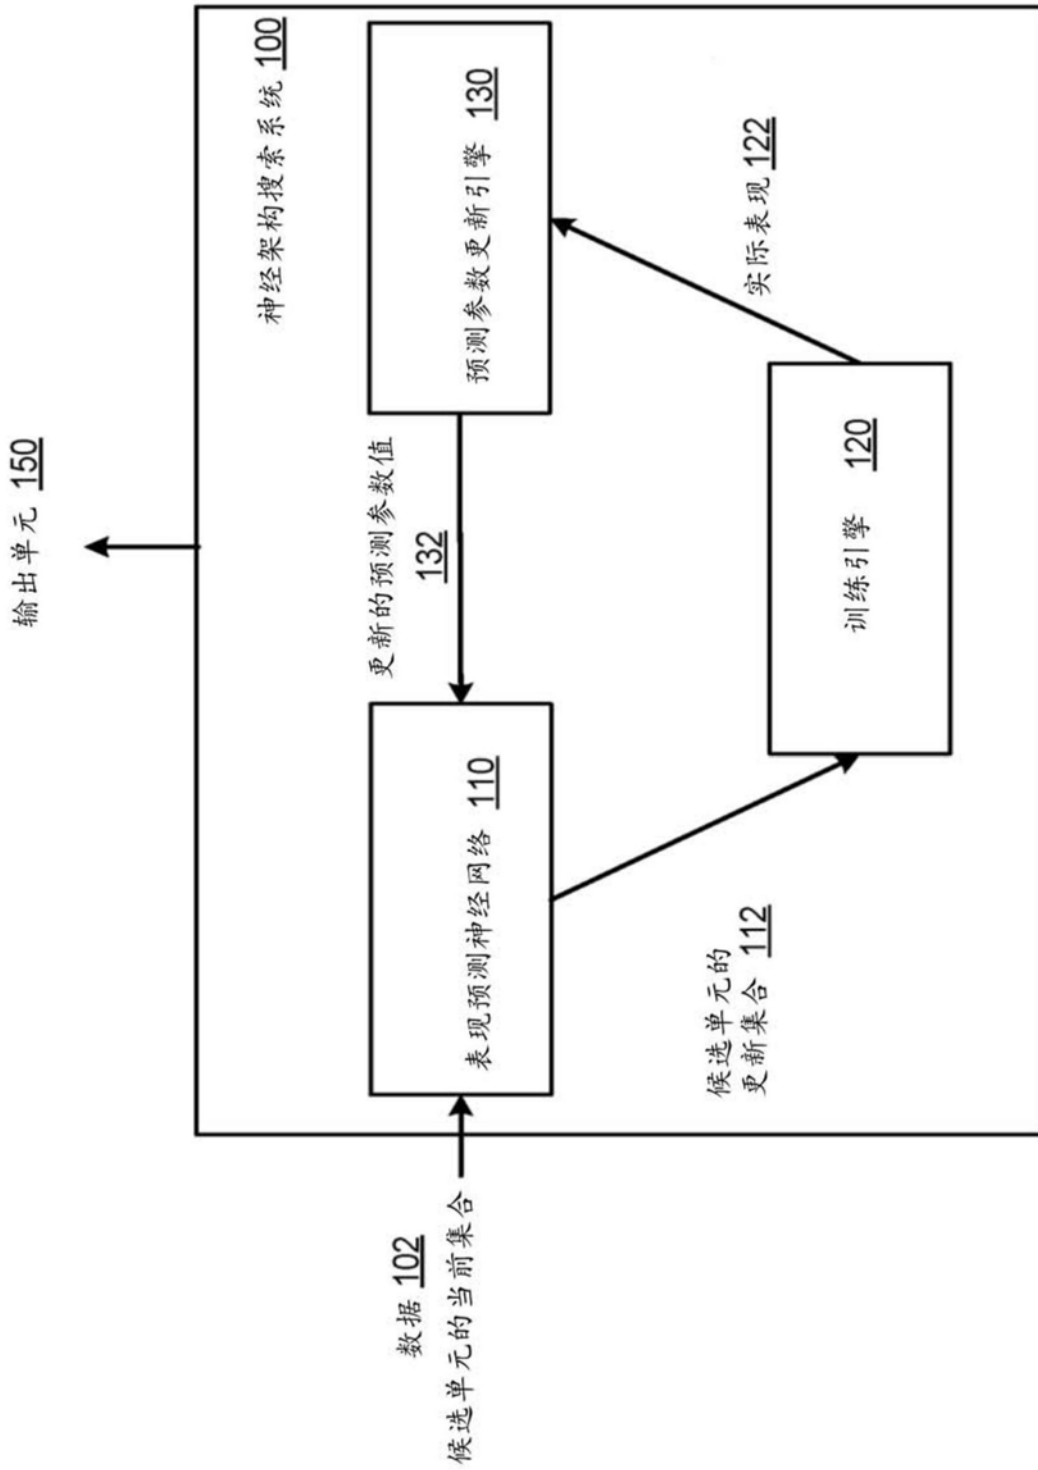 输出单元 150
神经架构搜索系统 100
数据 102
候选单元的当前集合
表现预测神经网络 110
更新的预测参数值
132
预测参数更新引擎 130
候选单元的
更新集合 112
训练引擎 120
实际表现 122